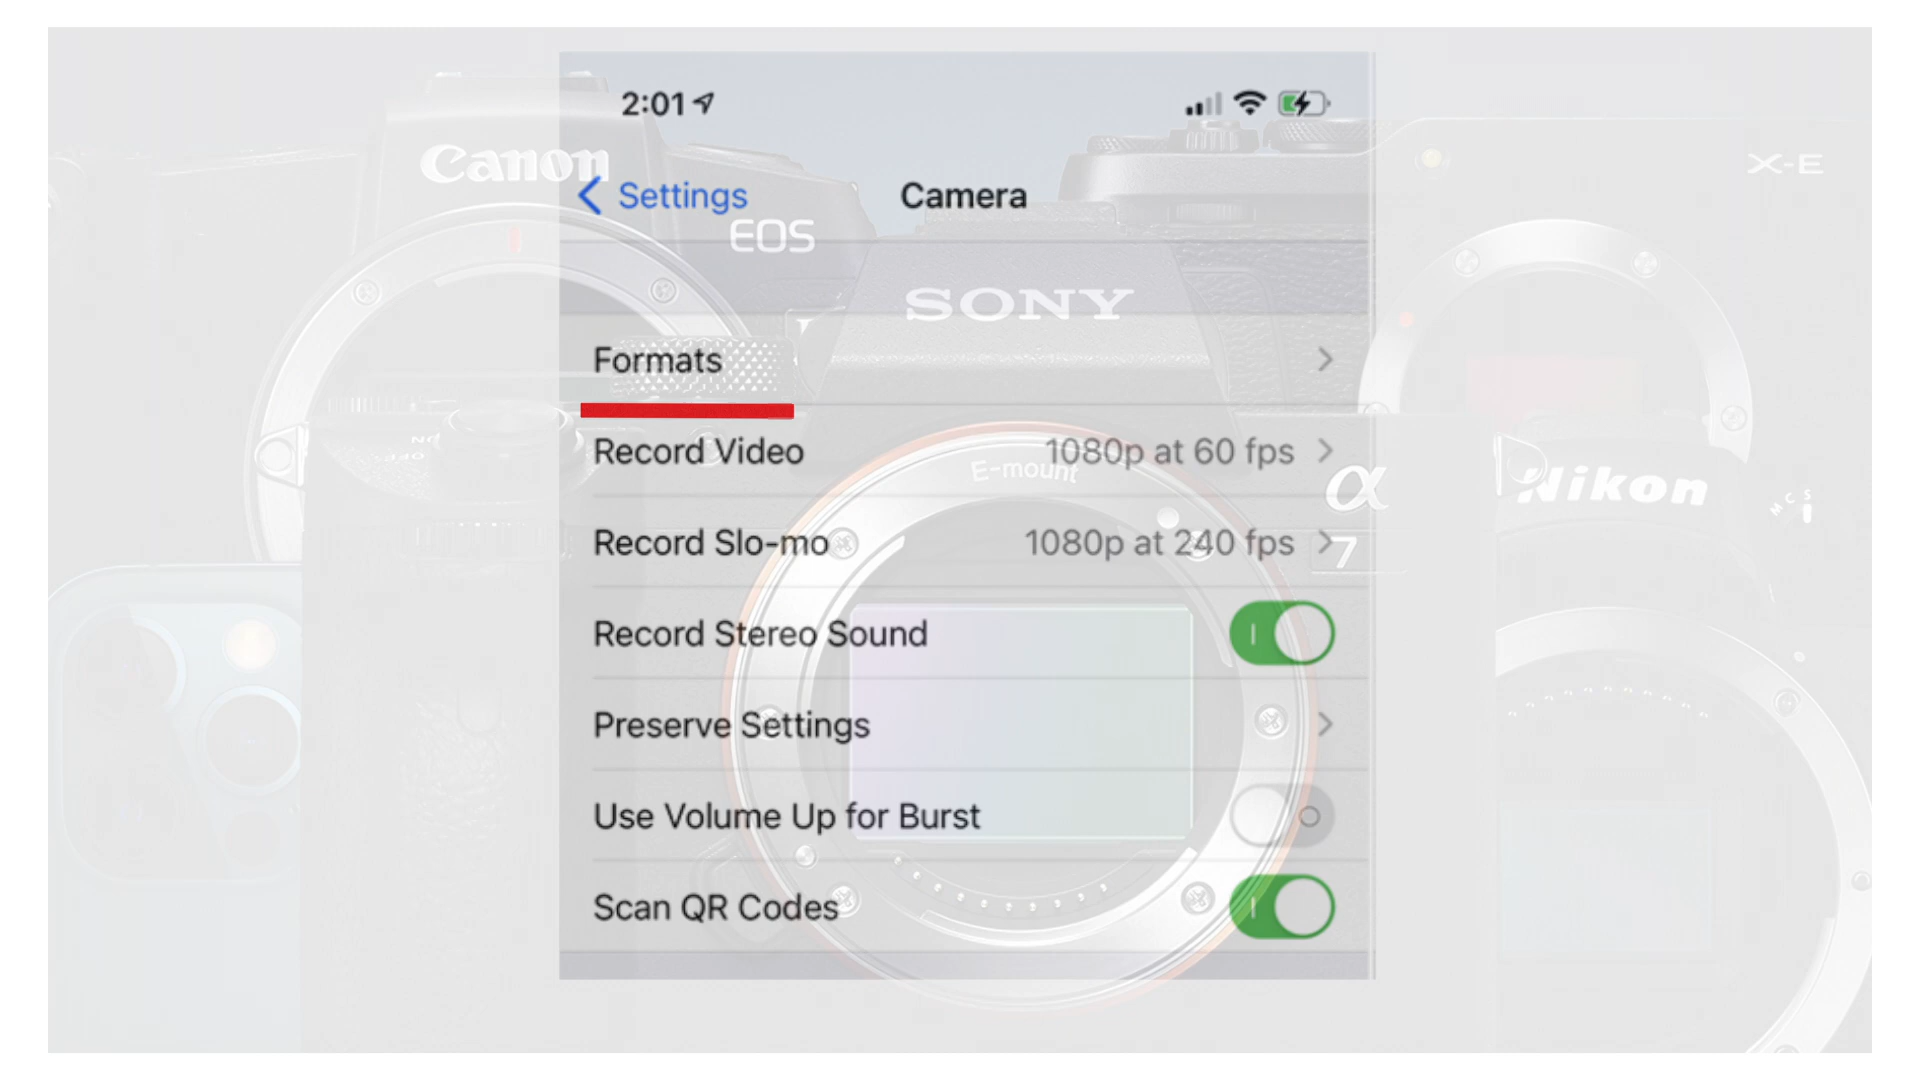 2:01
Canon
X-E
Settings
Camera
EOS
SONY
Formats
Record Video
1080p at 60 fps
E-mount
α
7
Nikon
M C S
Record Slo-mo
1080p at 240 fps
Record Stereo Sound
Preserve Settings
Use Volume Up for Burst
Scan QR Codes